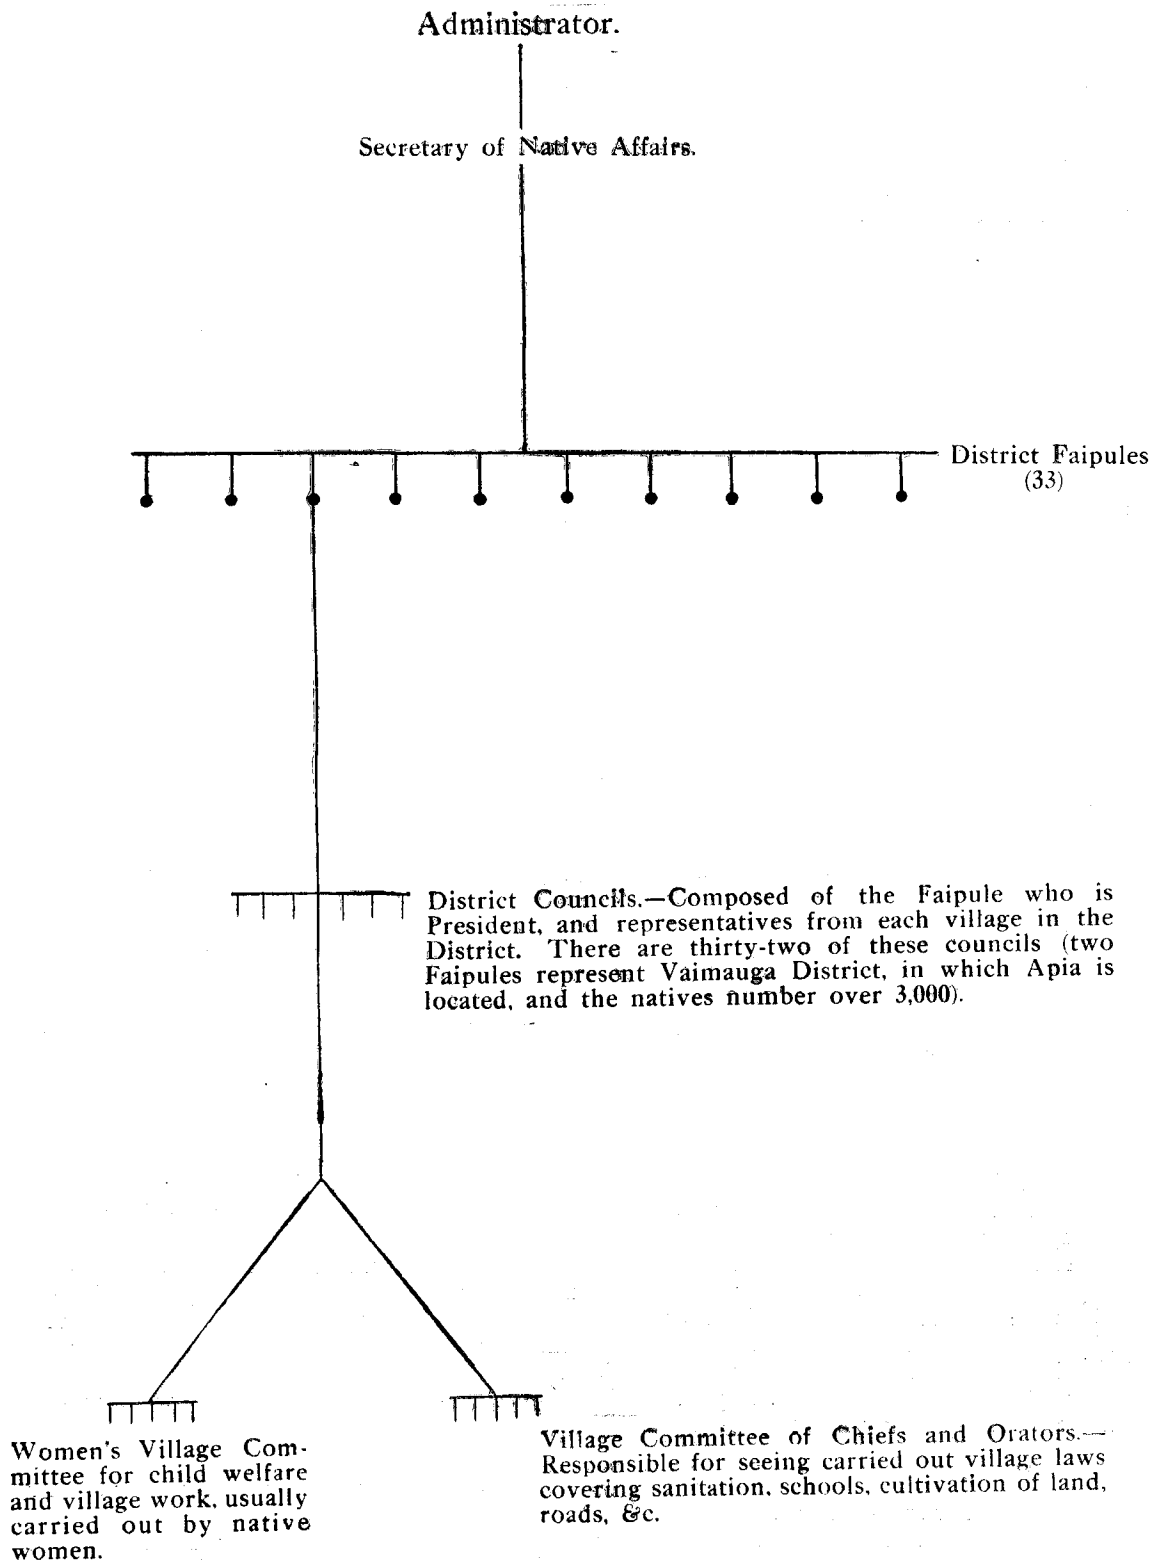 Administrator.
Secretary of Native Affairs.
District Faipules
(33)
District Councils.—Composed of the Faipule who is
President, and representatives from each village in the
District. There are thirty-two of these councils (two
Faipules represent Vaimauga District, in which Apia is
located, and the natives number over 3,000).
Women's Village Com-
mittee for child welfare
and village work, usually
carried out by native
women.
Village Committee of Chiefs and Orators.—
Responsible for seeing carried out village laws
covering sanitation, schools, cultivation of land,
roads, &c.